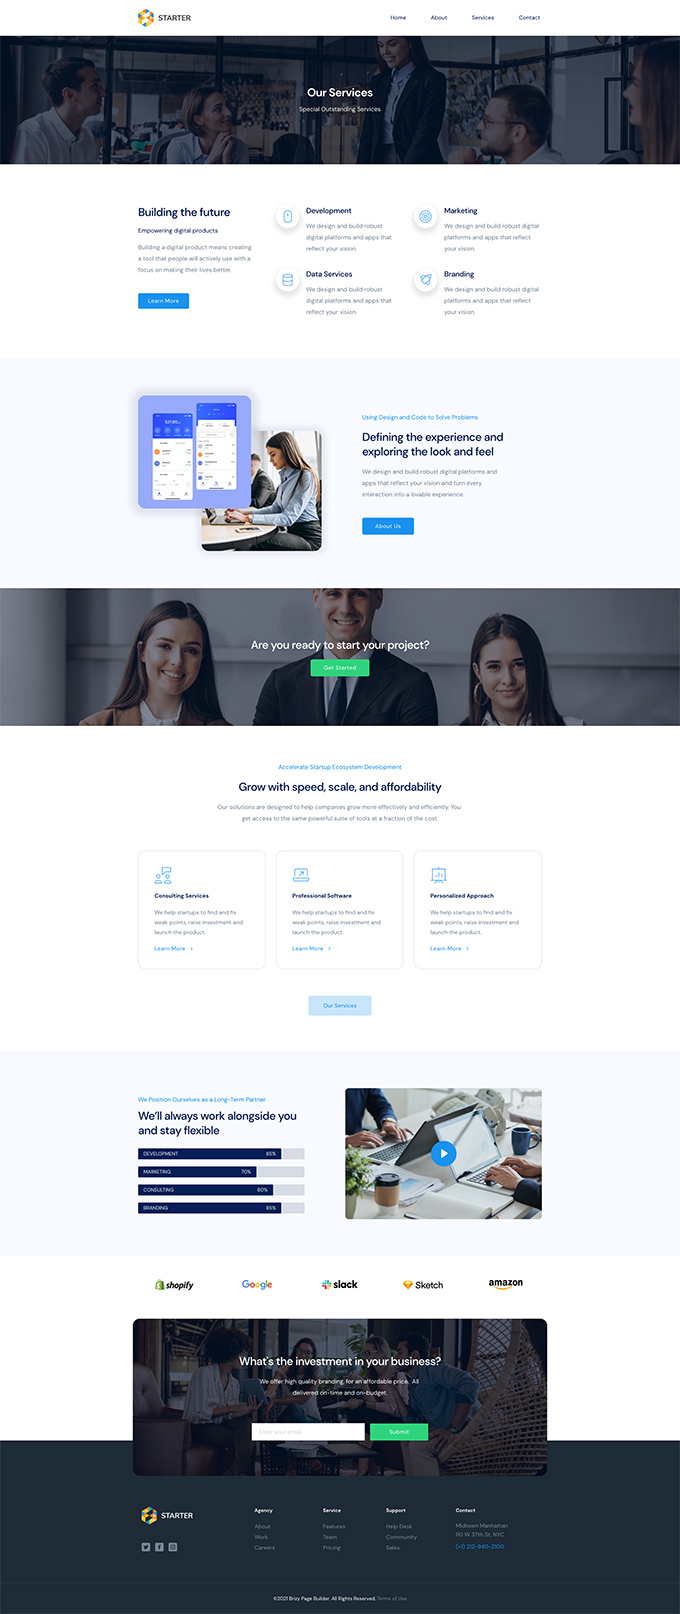 STARTER
Home About Services Contact
Our Services
Special Outstanding Services
Building the future
Empowering digital products
Building a digital product means creating
a tool that people will actively use with a
focus on making their lives better.
Learn More
Development
We design and build robust
digital platforms and apps that
reflect your vision.
Marketing
We design and build robust digital
platforms and apps that reflect
your vision.
Data Services
We design and build robust
digital platforms and apps that
reflect your vision.
Branding
We design and build robust digital
platforms and apps that reflect
your vision.
Using Design and Code to Solve Problems
Defining the experience and
exploring the look and feel
We design and build robust digital platforms and
apps that reflect your vision and turn every
interaction into a lovable experience.
About Us
Are you ready to start your project?
Get Started
Accelerate Startup Ecosystem Development
Grow with speed, scale, and affordability
Our solutions are designed to help companies grow more effectively and efficiently. You
get access to the same powerful suite of tools at a fraction of the cost.
Consulting Services
We help startups to find and fix
weak points, raise investment and
launch the product.
Learn More
Professional Software
We help startups to find and fix
weak points, raise investment and
launch the product.
Learn More
Personalized Approach
We help startups to find and fix
weak points, raise investment and
launch the product.
Learn More
Our Services
We Position Ourselves as a Long-Term Partner
We'll always work alongside you
and stay flexible
DEVELOPMENT 85%
MARKETING 70%
CONSULTING 80%
BRANDING 85%
shopify Google slack Sketch amazon
What's the investment in your business?
We offer high quality branding, for an affordable price. All
delivered on-time and on-budget.
Enter your email
Submit
STARTER
Agency
About
Work
Careers
Service
Features
Team
Pricing
Support
Help Desk
Community
Sales
Contact
Midtown Manhattan
110 W 37th St, NYC
(+1) 212-940-2100
©2021 Brizy Page Builder. All Rights Reserved. Terms of Use